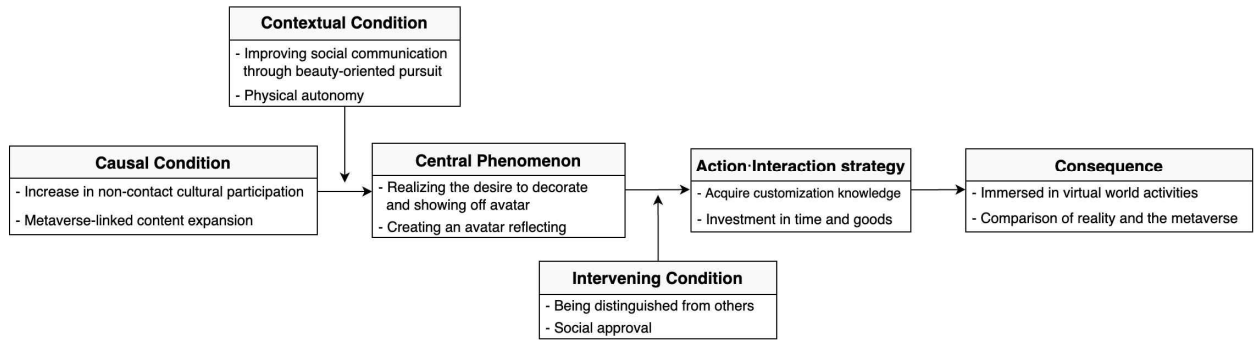 Contextual Condition
- Improving social communication
through beauty-oriented pursuit
- Physical autonomy
Causal Condition
- Increase in non-contact cultural participation
- Metaverse-linked content expansion
Central Phenomenon
- Realizing the desire to decorate
and showing off avatar
- Creating an avatar reflecting
Action·Interaction strategy
- Acquire customization knowledge
- Investment in time and goods
Consequence
- Immersed in virtual world activities
- Comparison of reality and the metaverse
Intervening Condition
- Being distinguished from others
- Social approval